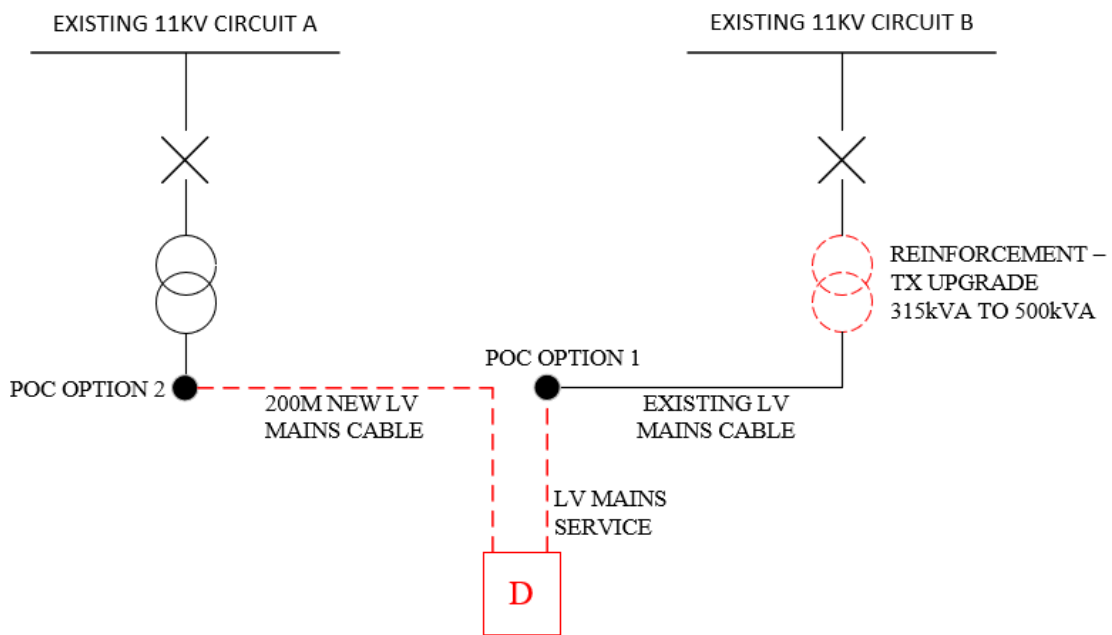 EXISTING 11KV CIRCUIT A
EXISTING 11KV CIRCUIT B
REINFORCEMENT –
TX UPGRADE
315kVA TO 500kVA
POC OPTION 1
POC OPTION 2
200M NEW LV
MAINS CABLE
EXISTING LV
MAINS CABLE
LV MAINS
SERVICE
D